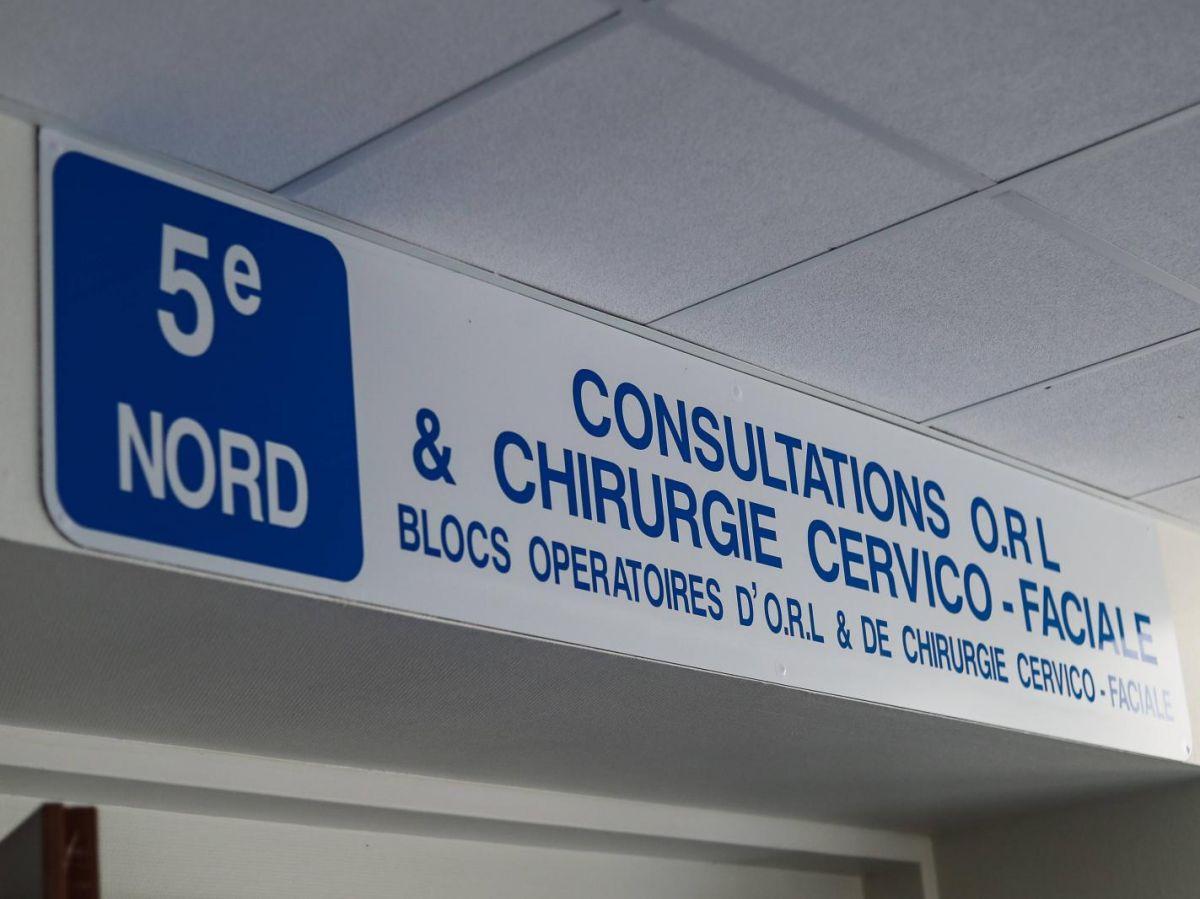 5e
NORD
CONSULTATIONS O.R L
& CHIRURGIE CERVICO-FACIALE
BLOCS OPERATOIRES D'O.R.L & DE CHIRURGIE CERVICO-FACIALE